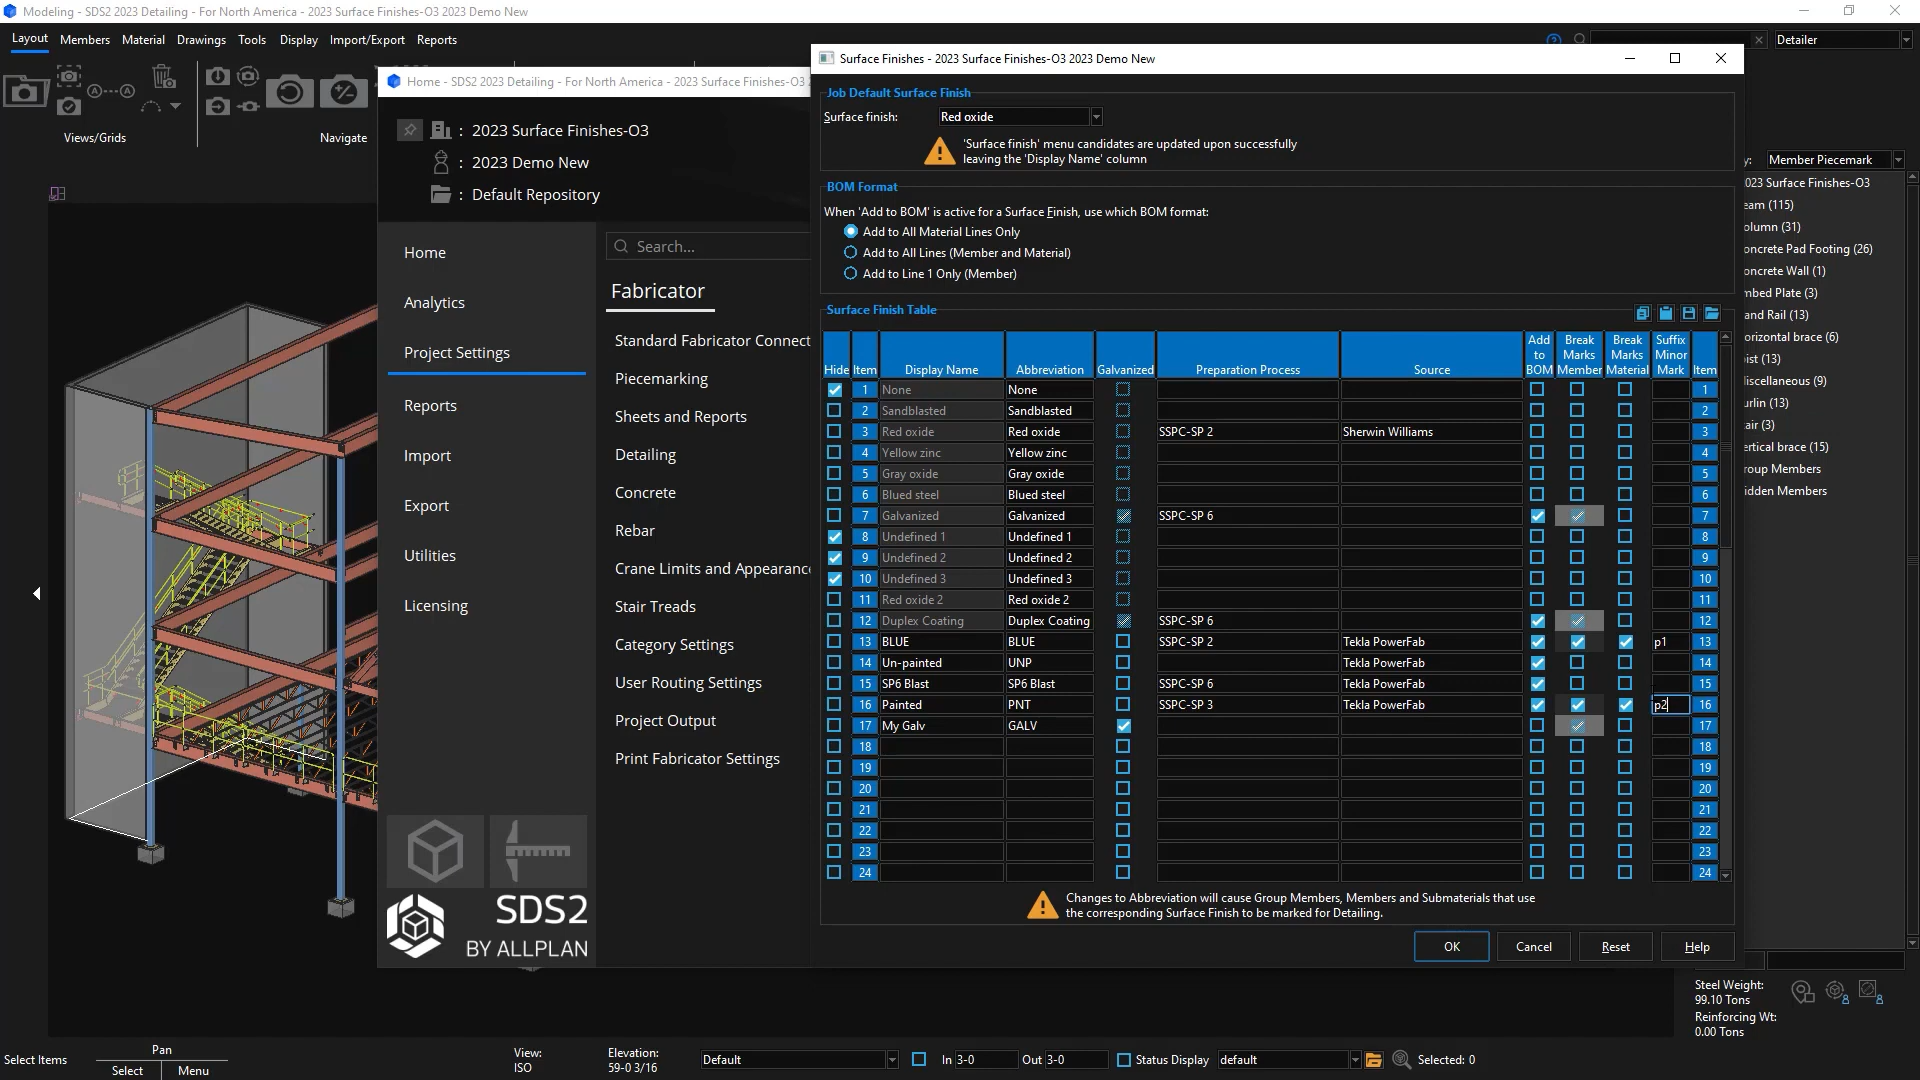 Modeling - SDS2 2023 Detailing - For North America - 2023 Surface Finishes-O3 2023 Demo New
Layout Members Material Drawings Tools Display Import/Export Reports
Detailer
Views/Grids
Navigate
Home - SDS2 2023 Detailing - For North America - 2023 Surface Finishes-O3
: 2023 Surface Finishes-O3
: 2023 Demo New
: Default Repository
Home
Analytics
Project Settings
Reports
Import
Export
Utilities
Licensing
SDS2
BY ALLPLAN
Search...
Fabricator
Standard Fabricator Connect
Piecemarking
Sheets and Reports
Detailing
Concrete
Rebar
Crane Limits and Appearance
Stair Treads
Category Settings
User Routing Settings
Project Output
Print Fabricator Settings
Surface Finishes - 2023 Surface Finishes-O3 2023 Demo New
Job Default Surface Finish
Surface finish: Red oxide
'Surface finish' menu candidates are updated upon successfully
leaving the 'Display Name' column
BOM Format
When 'Add to BOM' is active for a Surface Finish, use which BOM format:
Add to All Material Lines Only
Add to All Lines (Member and Material)
Add to Line 1 Only (Member)
Surface Finish Table
Hide Item Display Name Abbreviation Galvanized Preparation Process Source Add to BOM Break Marks Member Break Marks Material Suffix Minor Mark Item
1 None None 1
2 Sandblasted Sandblasted 2
3 Red oxide Red oxide SSPC-SP 2 Sherwin Williams 3
4 Yellow zinc Yellow zinc 4
5 Gray oxide Gray oxide 5
6 Blued steel Blued steel 6
7 Galvanized Galvanized SSPC-SP 6 7
8 Undefined 1 Undefined 1 8
9 Undefined 2 Undefined 2 9
10 Undefined 3 Undefined 3 10
11 Red oxide 2 Red oxide 2 11
12 Duplex Coating Duplex Coating SSPC-SP 6 12
13 BLUE BLUE SSPC-SP 2 Tekla PowerFab p1 13
14 Un-painted UNP Tekla PowerFab 14
15 SP6 Blast SP6 Blast SSPC-SP 6 Tekla PowerFab 15
16 Painted PNT SSPC-SP 3 Tekla PowerFab p2 16
17 My Galv GALV 17
18 18
19 19
20 20
21 21
22 22
23 23
24 24
Changes to Abbreviation will cause Group Members, Members and Submaterials that use
the corresponding Surface Finish to be marked for Detailing.
OK Cancel Reset Help
y: Member Piecemark
023 Surface Finishes-O3
eam (115)
olumn (31)
oncrete Pad Footing (26)
oncrete Wall (1)
mbed Plate (3)
and Rail (13)
orizontal brace (6)
oist (13)
iscellaneous (9)
urlin (13)
tair (3)
ertical brace (15)
roup Members
idden Members
Steel Weight:
99.10 Tons
Reinforcing Wt:
0.00 Tons
Select Items
Pan
Select Menu
View:
ISO
Elevation:
59-0 3/16
Default
In 3-0 Out 3-0 Status Display default Selected: 0